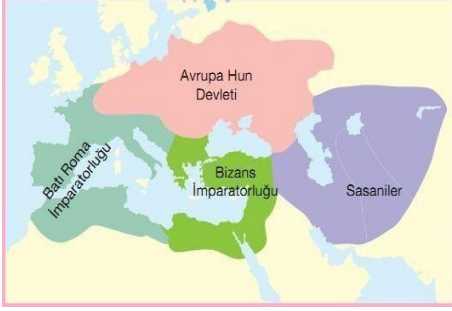 Avrupa Hun
Devleti
Batı Roma
İmparatorluğu
Bizans
İmparatorluğu
Sasaniler